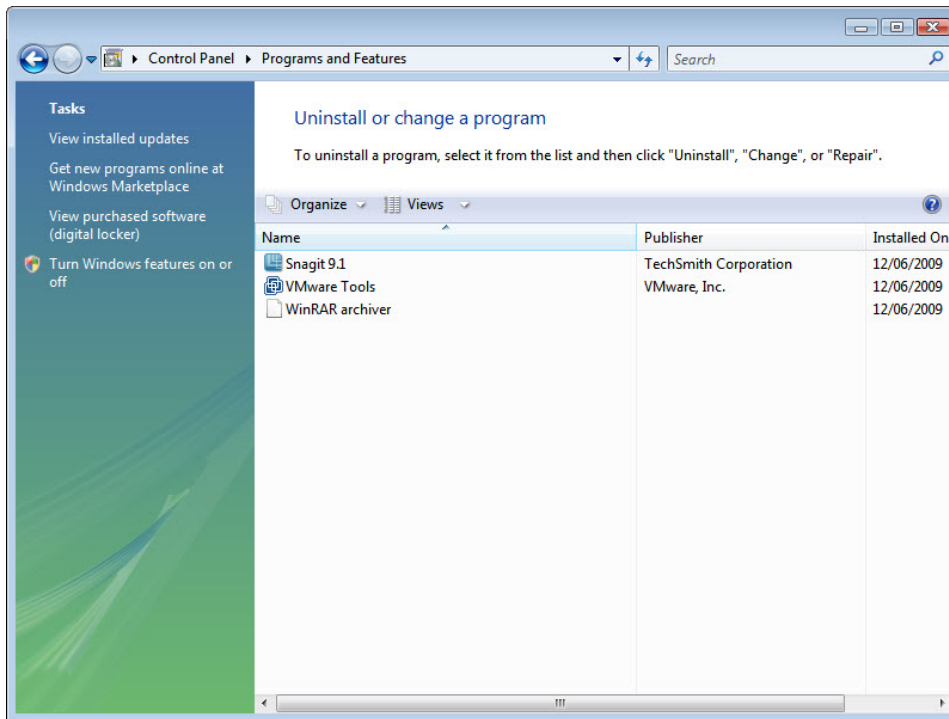 Control Panel Programs and Features
Search
Tasks
View installed updates
Get new programs online at
Windows Marketplace
View purchased software
(digital locker)
Turn Windows features on or
off
Uninstall or change a program
To uninstall a program, select it from the list and then click "Uninstall", "Change", or "Repair".
Organize Views
Name Publisher Installed On
Snagit 9.1 TechSmith Corporation 12/06/2009
VMware Tools VMware, Inc. 12/06/2009
WinRAR archiver 12/06/2009